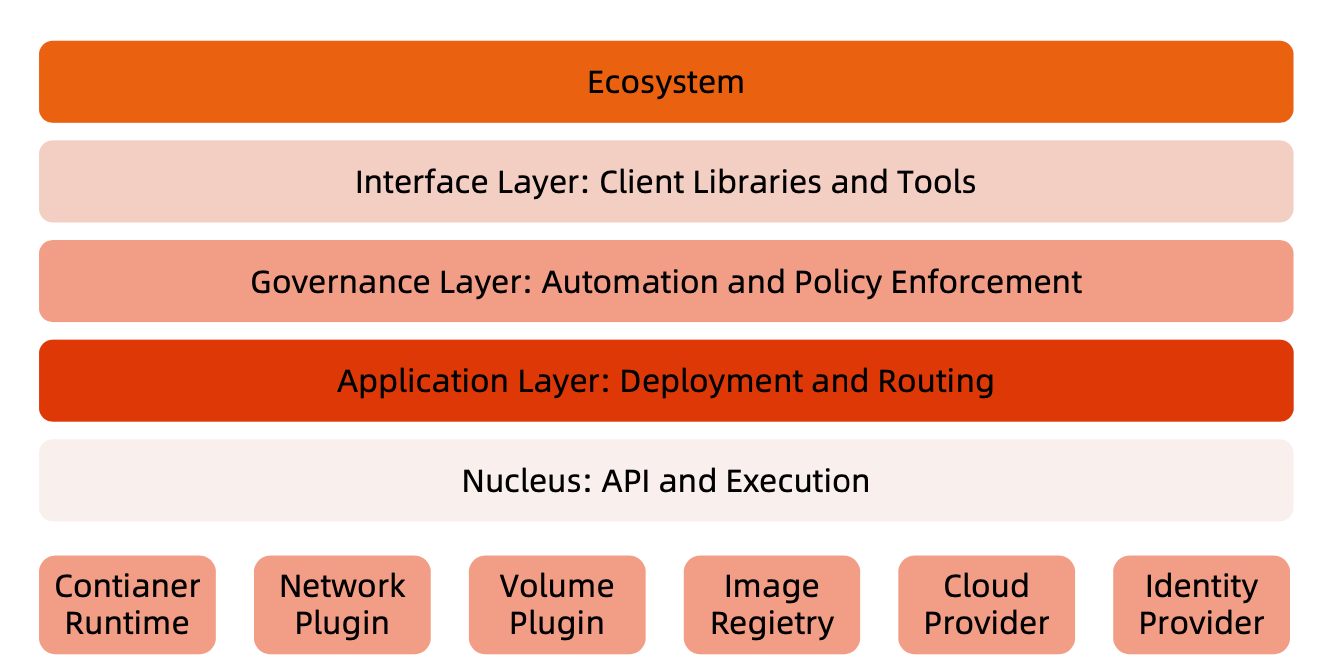 Ecosystem
Interface Layer: Client Libraries and Tools
Governance Layer: Automation and Policy Enforcement
Application Layer: Deployment and Routing
Nucleus: API and Execution
Contianer
Runtime
Network
Plugin
Volume
Plugin
Image
Regietry
Cloud
Provider
Identity
Provider